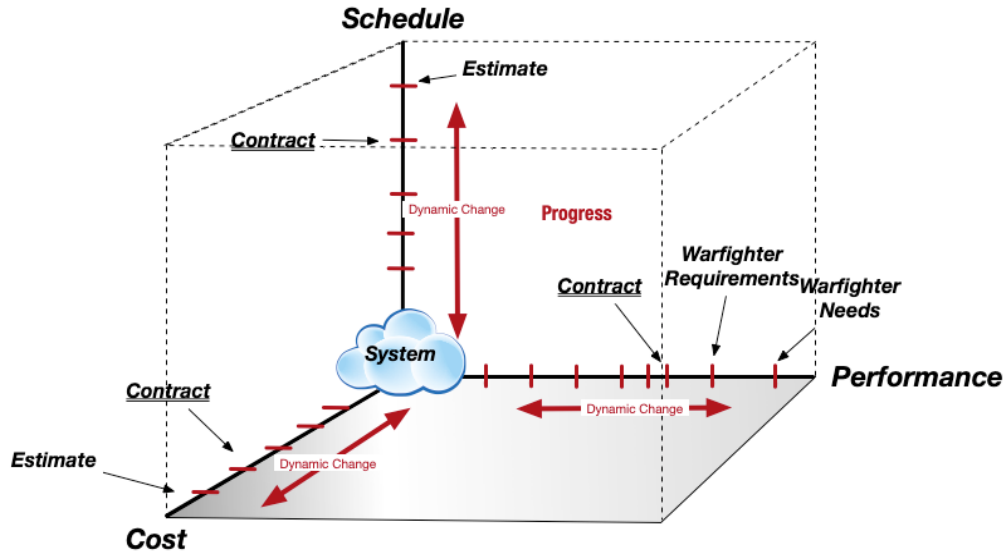 Schedule
Estimate
Contract
Dynamic Change
Progress
Warfighter
Requirements
Contract
Warfighter
Needs
System
Performance
Contract
Dynamic Change
Estimate
Dynamic Change
Cost